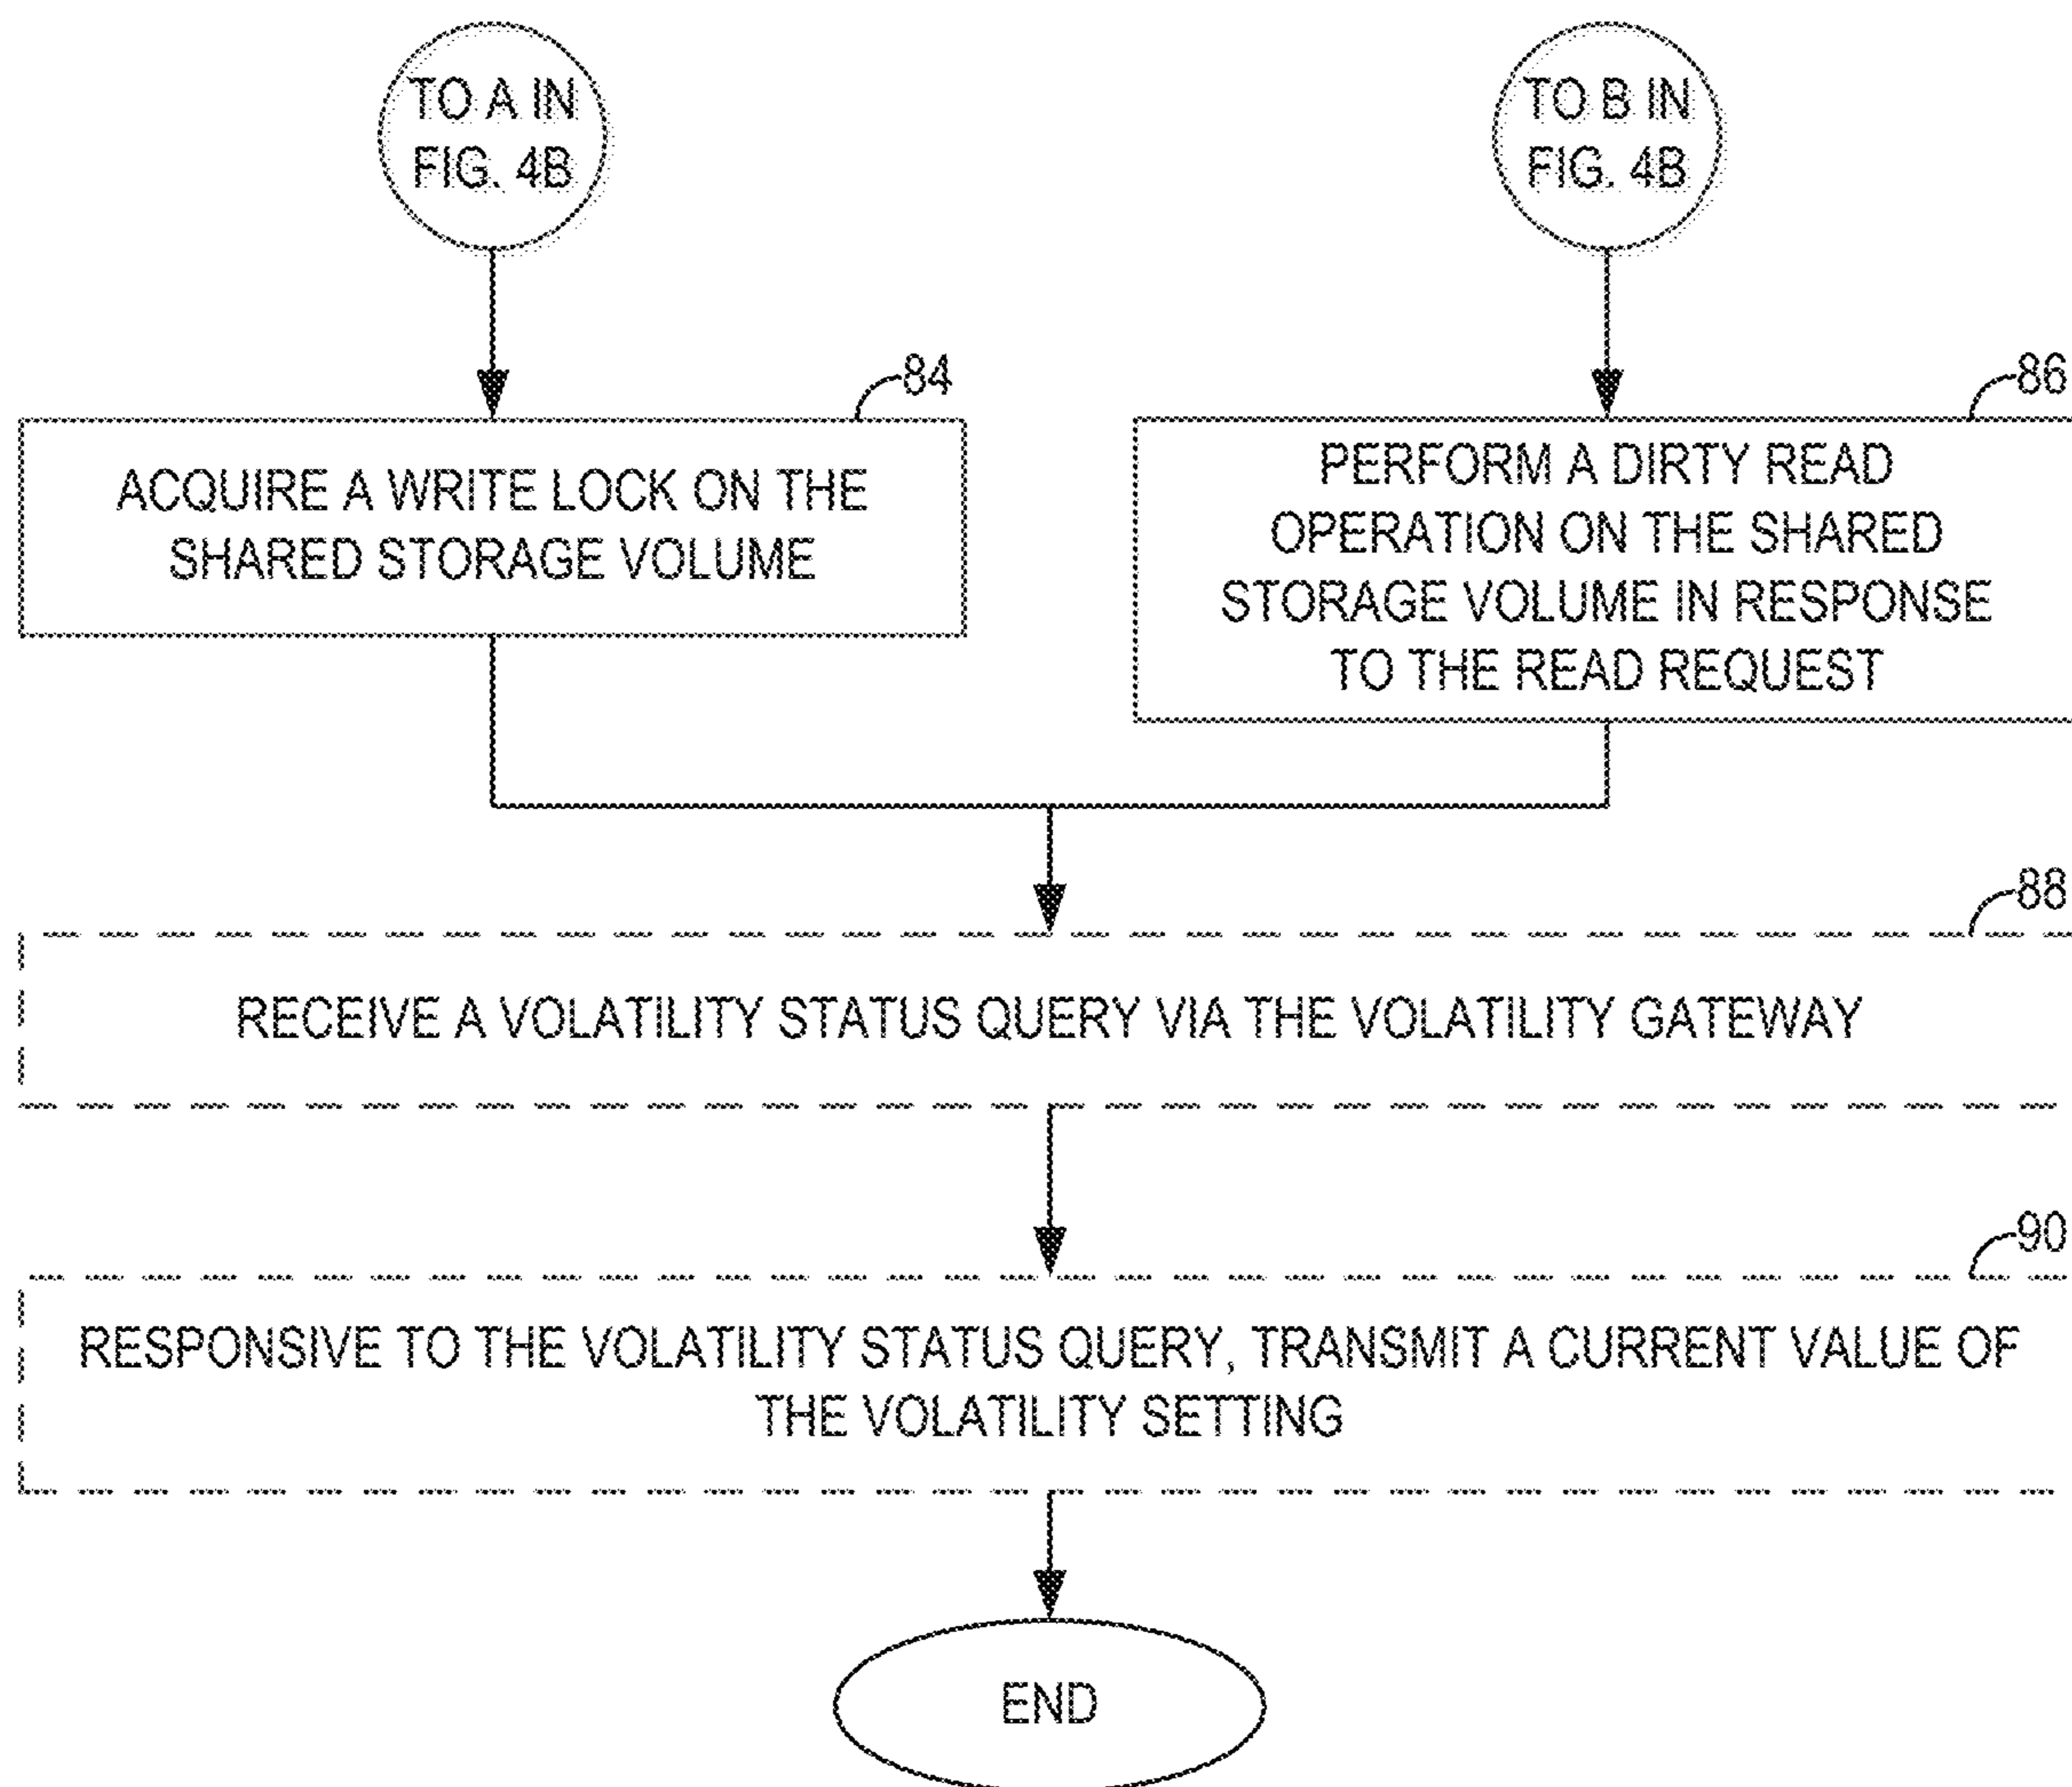 TO A IN
FIG. 4B
TO B IN
FIG. 4B
84
ACQUIRE A WRITE LOCK ON THE
SHARED STORAGE VOLUME
86
PERFORM A DIRTY READ
OPERATION ON THE SHARED
STORAGE VOLUME IN RESPONSE
TO THE READ REQUEST
88
RECEIVE A VOLATILITY STATUS QUERY VIA THE VOLATILITY GATEWAY
90
RESPONSIVE TO THE VOLATILITY STATUS QUERY, TRANSMIT A CURRENT VALUE OF
THE VOLATILITY SETTING
END